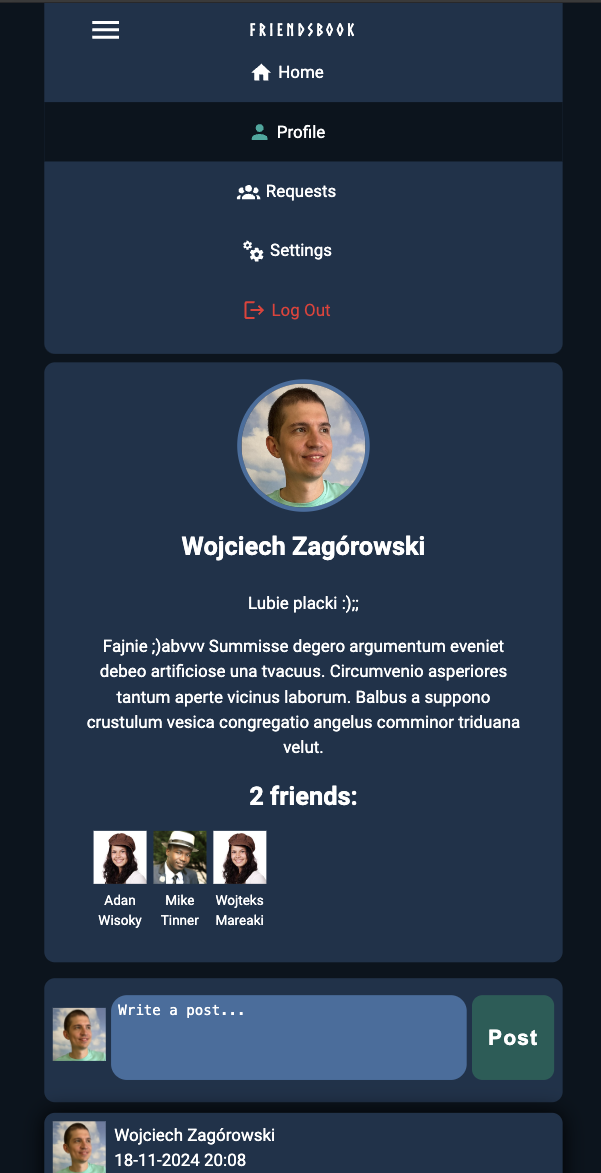 FRIENDSBOOK
Home
Profile
Requests
Settings
Log Out
Wojciech Zagórowski
Lubie placki :);;
Fajnie ;)abvvv Summisse degero argumentum eveniet
debeo artificiose una tvacuus. Circumvenio asperiores
tantum aperte vicinus laborum. Balbus a suppono
crustulum vesica congregatio angelus comminor triduana
velut.
2 friends:
Adan
Wisoky
Mike
Tinner
Wojteks
Mareaki
Write a post...
Post
Wojciech Zagórowski
18-11-2024 20:08